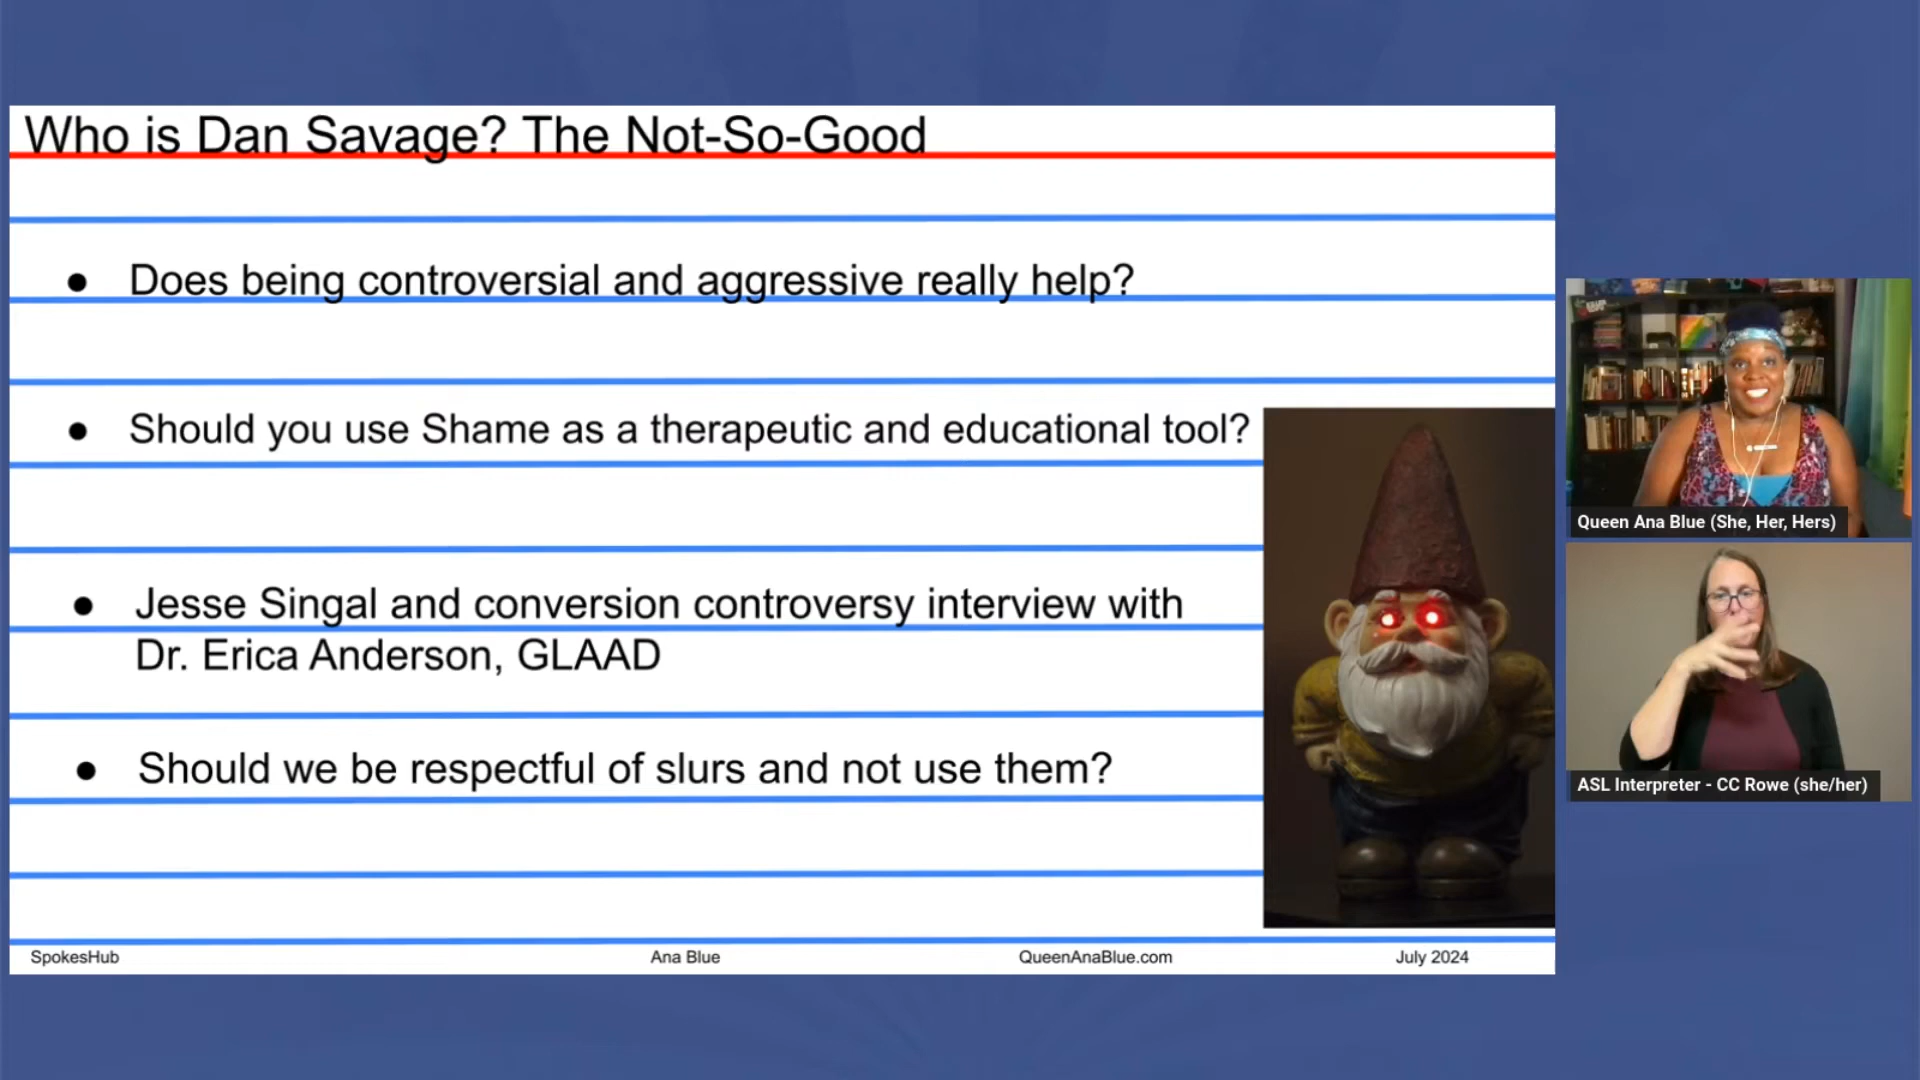 Who is Dan Savage? The Not-So-Good
● Does being controversial and aggressive really help?
● Should you use Shame as a therapeutic and educational tool?
● Jesse Singal and conversion controversy interview with
Dr. Erica Anderson, GLAAD
● Should we be respectful of slurs and not use them?
SpokesHub
Ana Blue
QueenAnaBlue.com
July 2024
Queen Ana Blue (She, Her, Hers)
ASL Interpreter - CC Rowe (she/her)